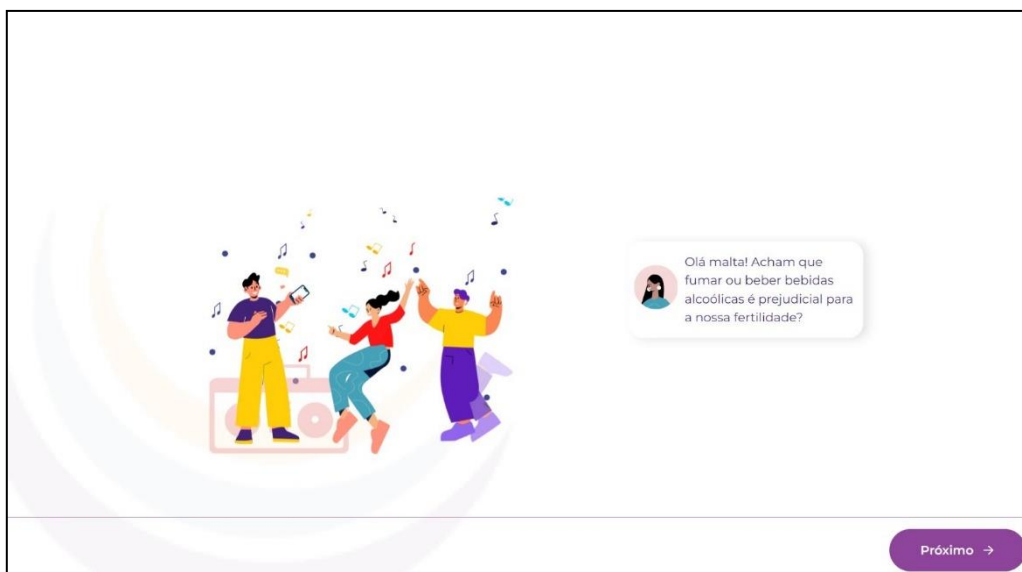 Olá malta! Acham que
fumar ou beber bebidas
alcoólicas é prejudicial para
a nossa fertilidade?
Próximo →